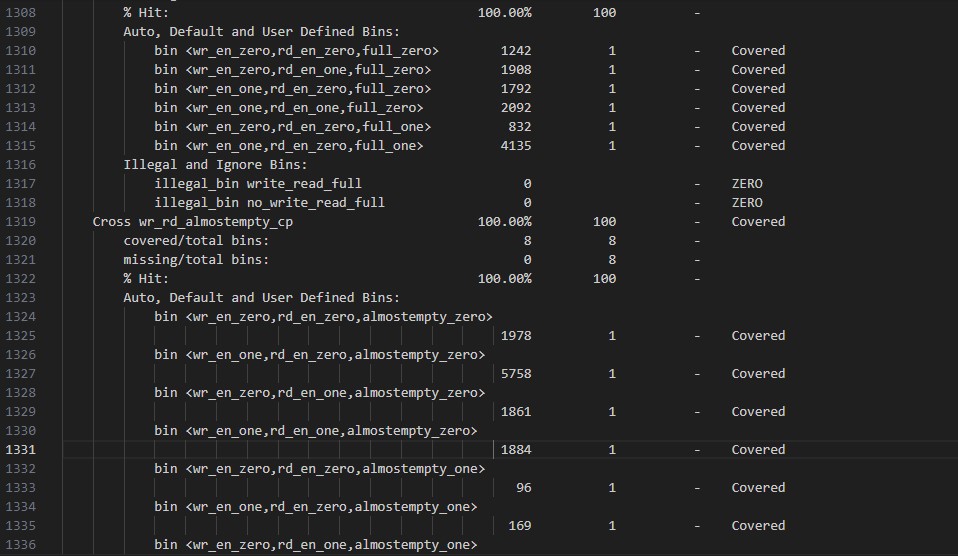 1308 % Hit: 100.00% 100 -
1309 Auto, Default and User Defined Bins:
1310 bin <wr_en_zero,rd_en_zero,full_zero> 1242 1 - Covered
1311 bin <wr_en_zero,rd_en_one,full_zero> 1908 1 - Covered
1312 bin <wr_en_one,rd_en_zero,full_zero> 1792 1 - Covered
1313 bin <wr_en_one,rd_en_one,full_zero> 2092 1 - Covered
1314 bin <wr_en_zero,rd_en_zero,full_one> 832 1 - Covered
1315 bin <wr_en_one,rd_en_zero,full_one> 4135 1 - Covered
1316 Illegal and Ignore Bins:
1317 illegal_bin write_read_full 0 - ZERO
1318 illegal_bin no_write_read_full 0 - ZERO
1319 Cross wr_rd_almostempty_cp 100.00% 100 - Covered
1320 covered/total bins: 8 8 -
1321 missing/total bins: 0 8 -
1322 % Hit: 100.00% 100 -
1323 Auto, Default and User Defined Bins:
1324 bin <wr_en_zero,rd_en_zero,almostempty_zero>
1325 1978 1 - Covered
1326 bin <wr_en_one,rd_en_zero,almostempty_zero>
1327 5758 1 - Covered
1328 bin <wr_en_zero,rd_en_one,almostempty_zero>
1329 1861 1 - Covered
1330 bin <wr_en_one,rd_en_one,almostempty_zero>
1331 1884 1 - Covered
1332 bin <wr_en_zero,rd_en_zero,almostempty_one>
1333 96 1 - Covered
1334 bin <wr_en_one,rd_en_zero,almostempty_one>
1335 169 1 - Covered
1336 bin <wr_en_zero,rd_en_one,almostempty_one>